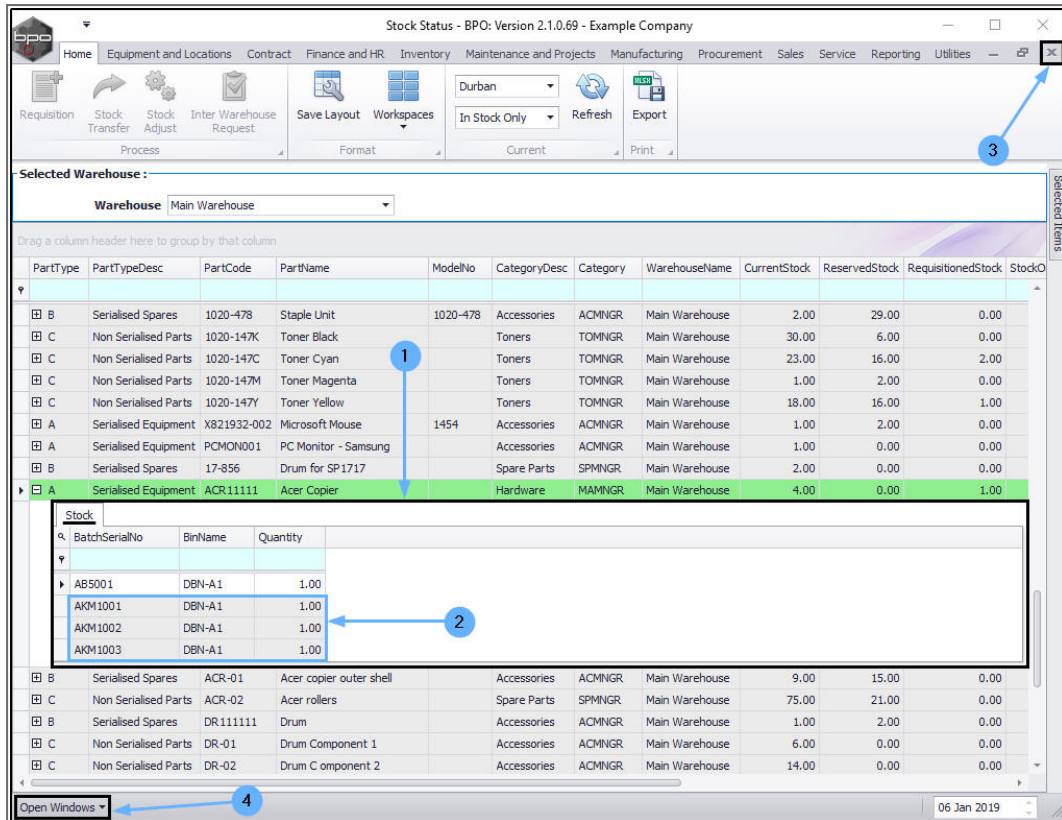 bpo
Stock Status - BPO: Version 2.1.0.69 - Example Company
Home Equipment and Locations Contract Finance and HR Inventory Maintenance and Projects Manufacturing Procurement Sales Service Reporting Utilities
Requisition
Stock Transfer
Stock Adjust
Inter Warehouse Request
Save Layout
Workspaces
Durban
In Stock Only
Refresh
XLSX
Export
Process Format Current Print
3
Selected Warehouse :
Warehouse Main Warehouse
Selected Items
Drag a column header here to group by that column
PartType PartTypeDesc PartCode PartName ModelNo CategoryDesc Category WarehouseName CurrentStock ReservedStock RequisitionedStock StockO
B Serialised Spares 1020-478 Staple Unit 1020-478 Accessories ACMNGR Main Warehouse 2.00 29.00 0.00
C Non Serialised Parts 1020-147K Toner Black Toners TOMNGR Main Warehouse 30.00 6.00 0.00
C Non Serialised Parts 1020-147C Toner Cyan Toners TOMNGR Main Warehouse 23.00 16.00 2.00
1
C Non Serialised Parts 1020-147M Toner Magenta Toners TOMNGR Main Warehouse 1.00 2.00 0.00
C Non Serialised Parts 1020-147Y Toner Yellow Toners TOMNGR Main Warehouse 18.00 16.00 1.00
A Serialised Equipment X821932-002 Microsoft Mouse 1454 Accessories ACMNGR Main Warehouse 1.00 2.00 0.00
A Serialised Equipment PCMON001 PC Monitor - Samsung Accessories ACMNGR Main Warehouse 1.00 0.00 0.00
B Serialised Spares 17-856 Drum for SP1717 Spare Parts SPMNGR Main Warehouse 2.00 0.00 0.00
A Serialised Equipment ACR11111 Acer Copier Hardware MAMNGR Main Warehouse 4.00 0.00 1.00
Stock
BatchSerialNo BinName Quantity
AB5001 DBN-A1 1.00
AKM1001 DBN-A1 1.00
AKM1002 DBN-A1 1.00
2
AKM1003 DBN-A1 1.00
B Serialised Spares ACR-01 Acer copier outer shell Accessories ACMNGR Main Warehouse 9.00 15.00 0.00
C Non Serialised Parts ACR-02 Acer rollers Spare Parts SPMNGR Main Warehouse 75.00 21.00 0.00
B Serialised Spares DR111111 Drum Accessories ACMNGR Main Warehouse 1.00 2.00 0.00
C Non Serialised Parts DR-01 Drum Component 1 Accessories ACMNGR Main Warehouse 6.00 0.00 0.00
C Non Serialised Parts DR-02 Drum C omponent 2 Accessories ACMNGR Main Warehouse 14.00 0.00 0.00
Open Windows
4
06 Jan 2019